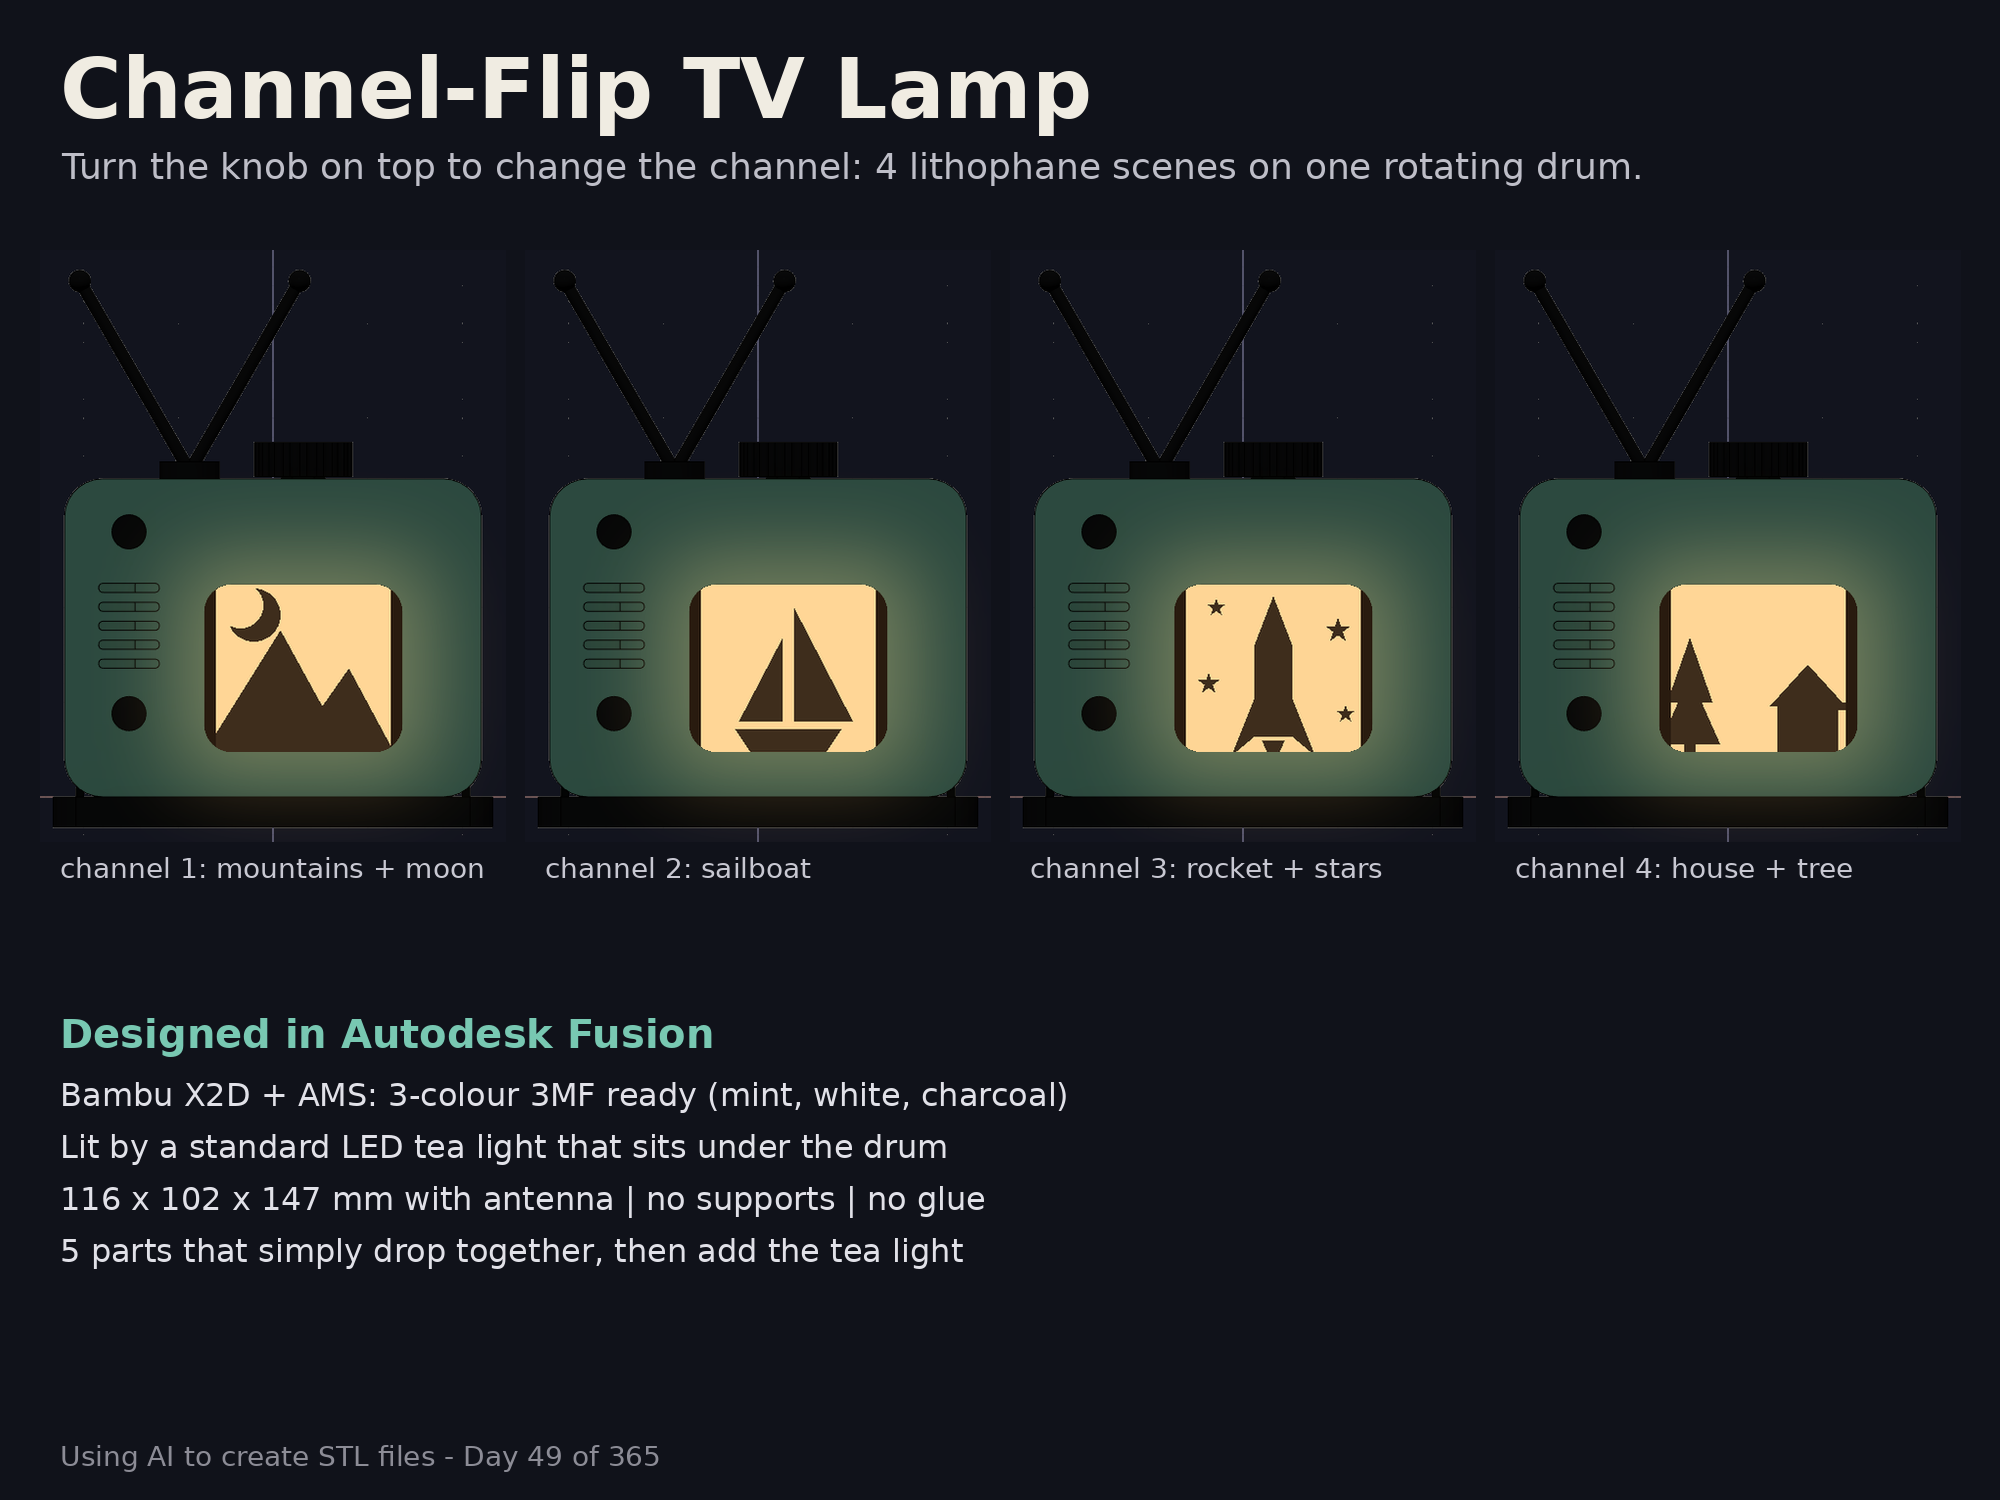 Channel-Flip TV Lamp
Turn the knob on top to change the channel: 4 lithophane scenes on one rotating drum.
channel 1: mountains + moon
channel 2: sailboat
channel 3: rocket + stars
channel 4: house + tree
Designed in Autodesk Fusion
Bambu X2D + AMS: 3-colour 3MF ready (mint, white, charcoal)
Lit by a standard LED tea light that sits under the drum
116 x 102 x 147 mm with antenna | no supports | no glue
5 parts that simply drop together, then add the tea light
Using AI to create STL files - Day 49 of 365